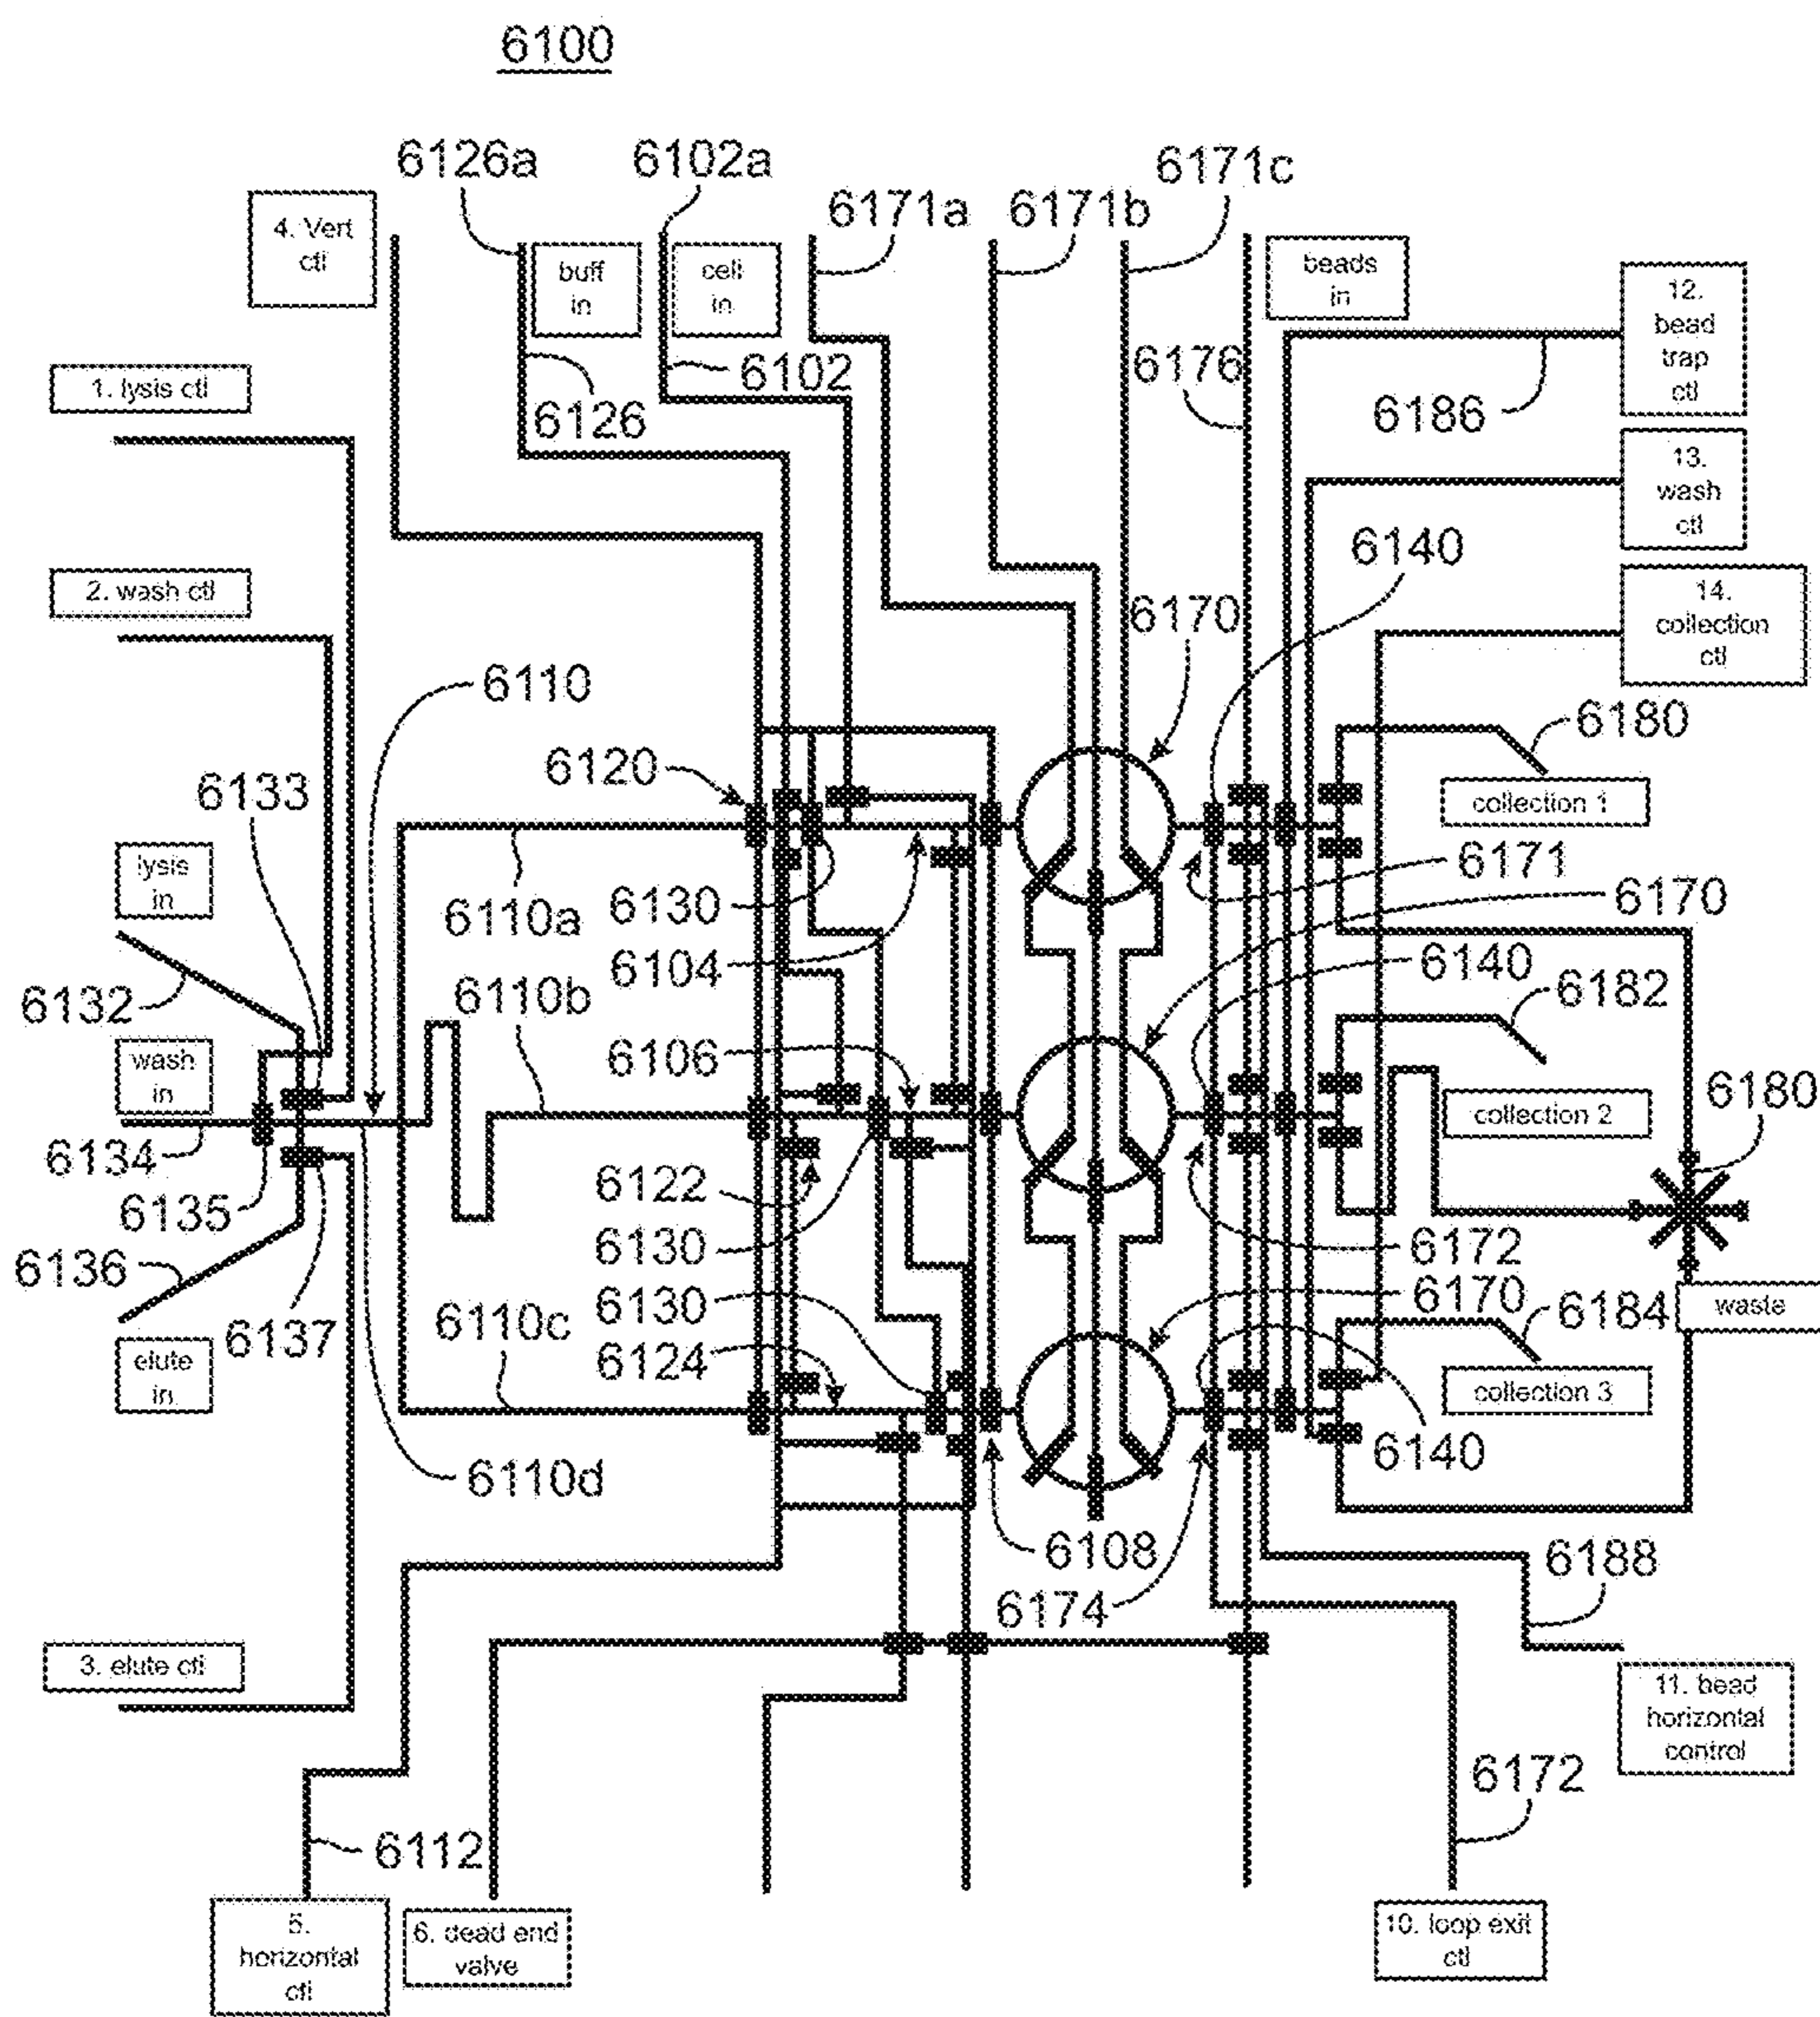 6100
6126a
6102a
6171a
6171b
6171c
4. Vert
ctl
buff
in
cell
in
beads
in
12.
bead
trap
ctl
6102
6176
6186
1. lysis ctl
6126
13.
wash
ctl
6140
2. wash ctl
14.
collection
ctl
6170
6110
6180
6120
6133
collection 1
lysis
in
6130
6171
6110a
6170
6104
6140
6132
6110b
6182
wash
in
6106
6180
collection 2
6134
6135
6122
6130
6172
6136
6130
6170
6184
waste
6137
6110c
6124
elute
in
collection 3
6140
6110d
6108
6188
6174
3. elute ctl
11. bead
horizontal
control
6172
6112
5.
horizontal
ctl
6. dead end
valve
10. loop exit
ctl